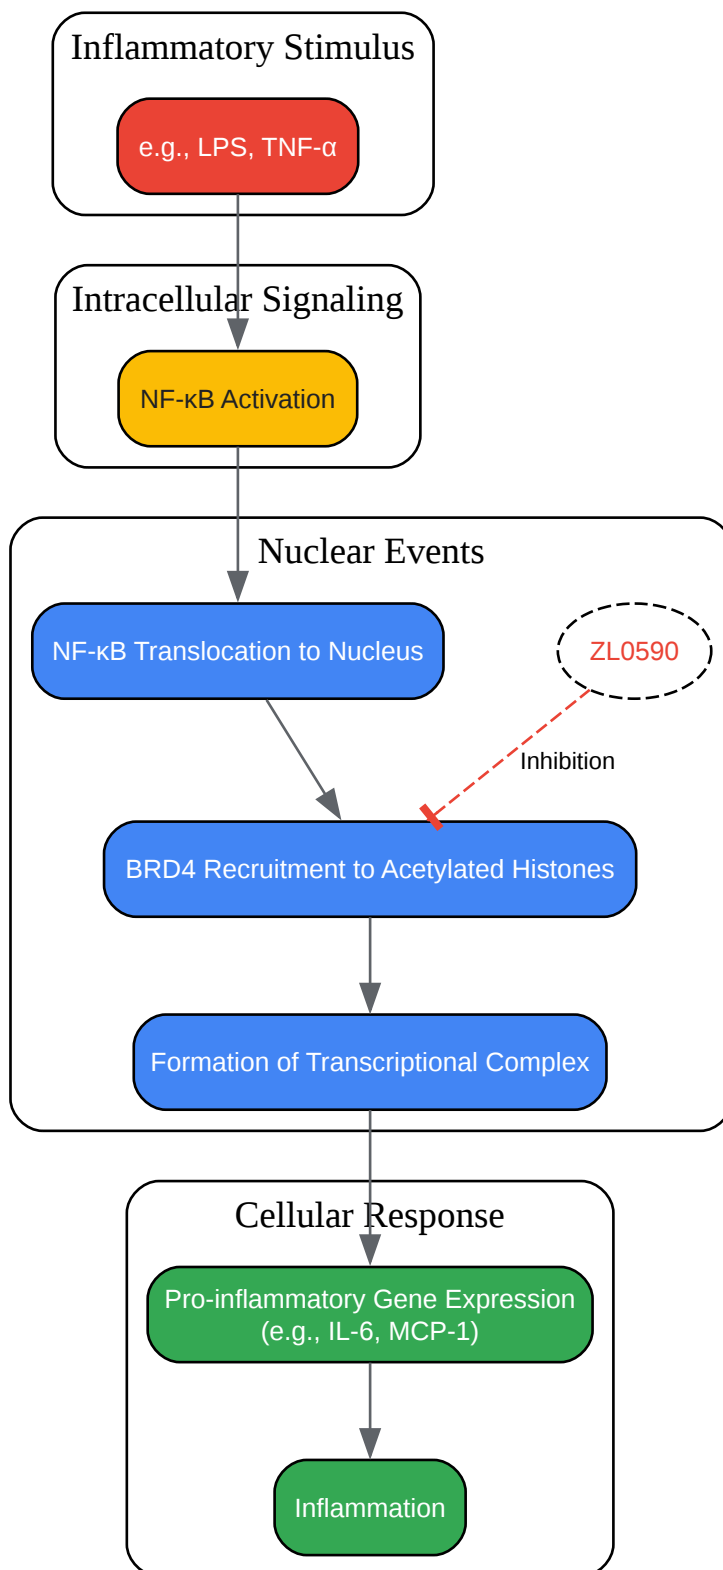 Inflammatory Stimulus
e.g., LPS, TNF-α
Intracellular Signaling
NF-κB Activation
Nuclear Events
NF-κB Translocation to Nucleus
ZL0590
Inhibition
BRD4 Recruitment to Acetylated Histones
Formation of Transcriptional Complex
Cellular Response
Pro-inflammatory Gene Expression
(e.g., IL-6, MCP-1)
Inflammation